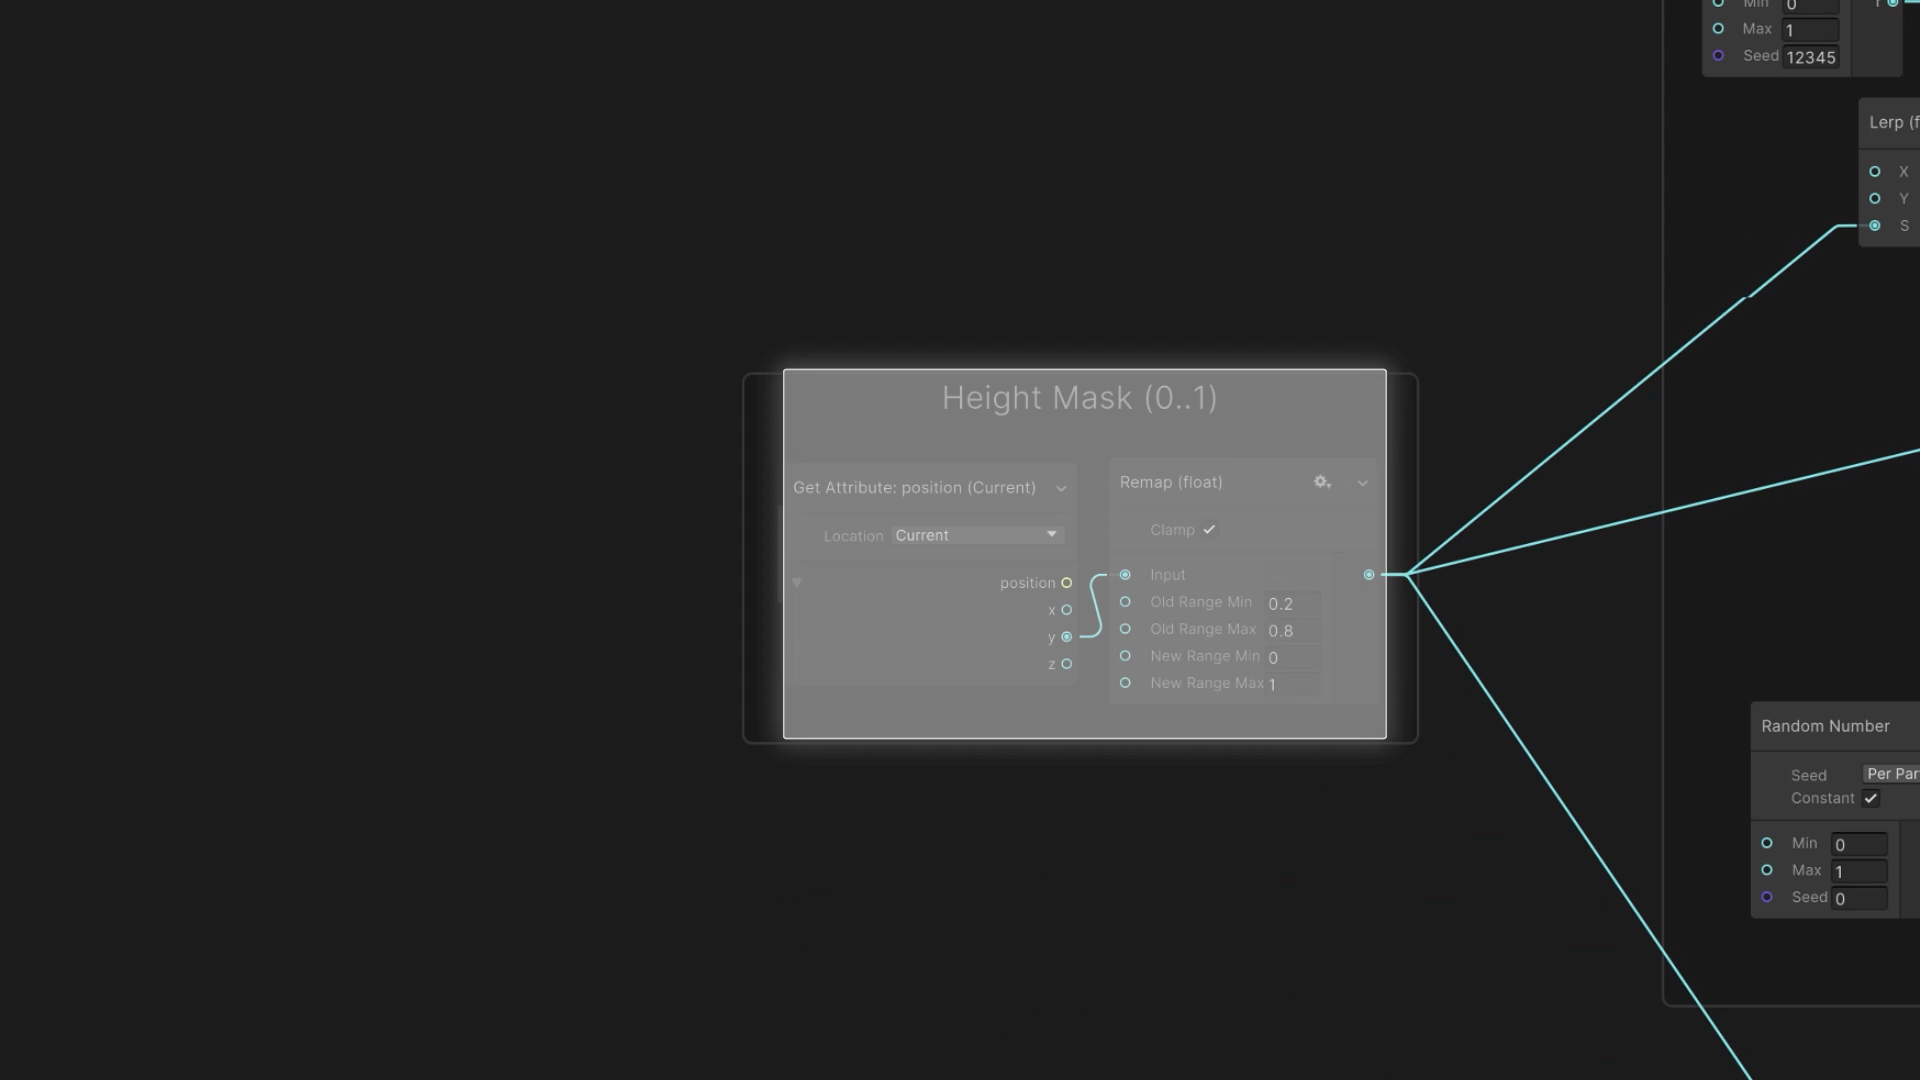 Min 0 r
Max 1
Seed 12345
Lerp (f
X
Y
S
Height Mask (0..1)
Get Attribute: position (Current)
Location Current
position
x
y
z
Remap (float)
Clamp
Input
Old Range Min 0.2
Old Range Max 0.8
New Range Min 0
New Range Max 1
Random Number
Seed Per Par
Constant
Min 0
Max 1
Seed 0